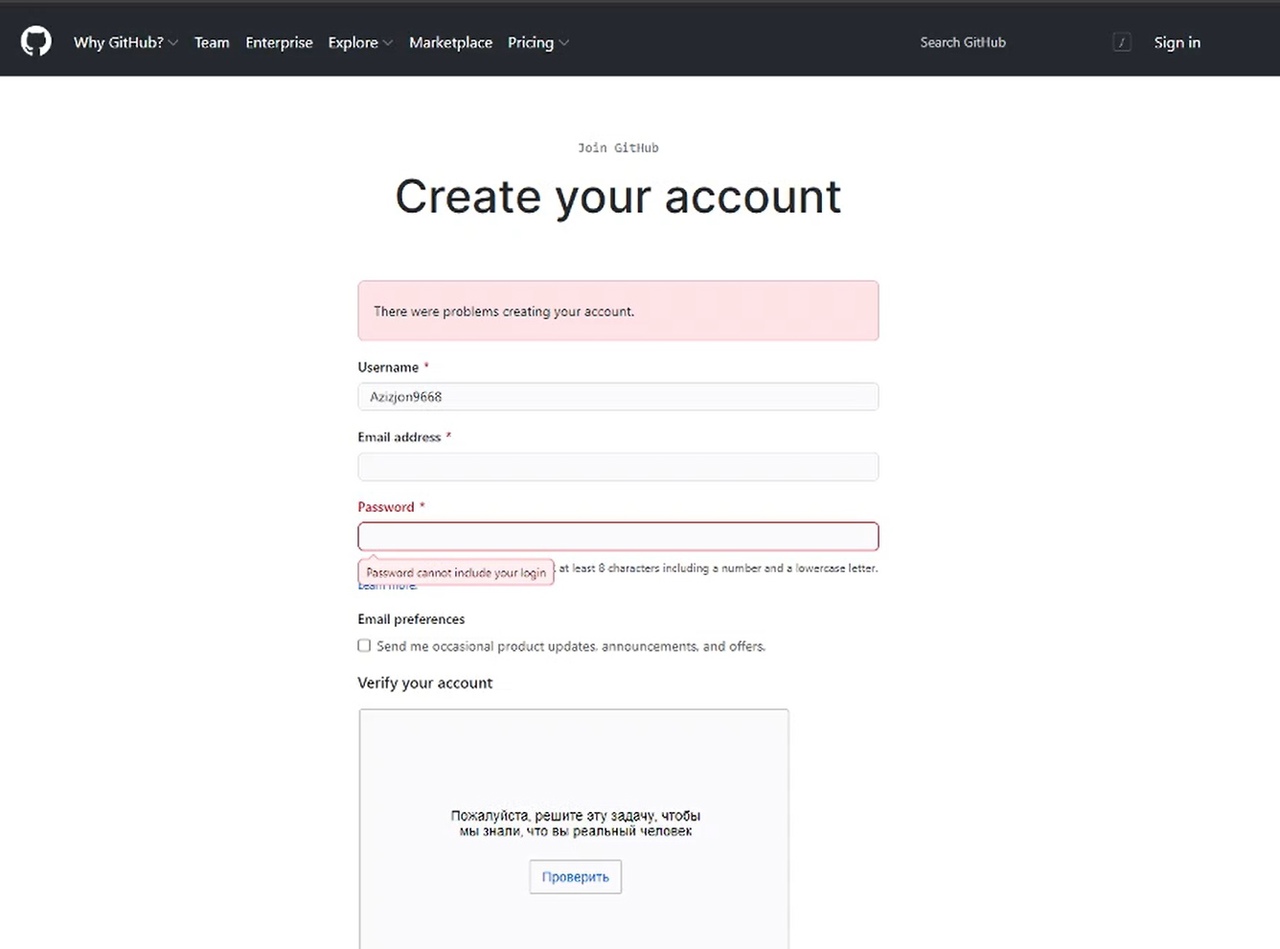 Why GitHub? Team Enterprise Explore Marketplace Pricing Search GitHub / Sign in
Join GitHub
Create your account
There were problems creating your account.
Username *
Azizjon9668
Email address *
Password *
Password cannot include your login at least 8 characters including a number and a lowercase letter.
Learn more.
Email preferences
Send me occasional product updates, announcements, and offers.
Verify your account
Пожалуйста, решите эту задачу, чтобы
мы знали, что вы реальный человек
Проверить